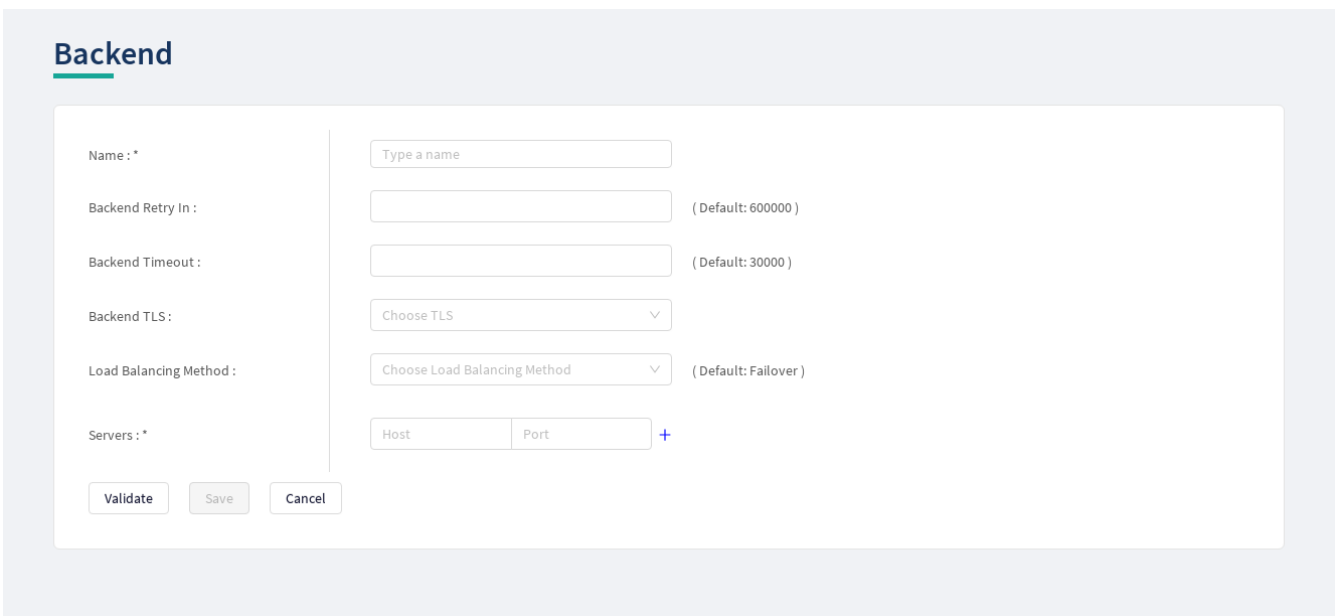 Backend
Name : * Type a name
Backend Retry In : ( Default: 600000 )
Backend Timeout : ( Default: 30000 )
Backend TLS : Choose TLS
Load Balancing Method : Choose Load Balancing Method ( Default: Failover )
Servers : * Host Port +
Validate Save Cancel